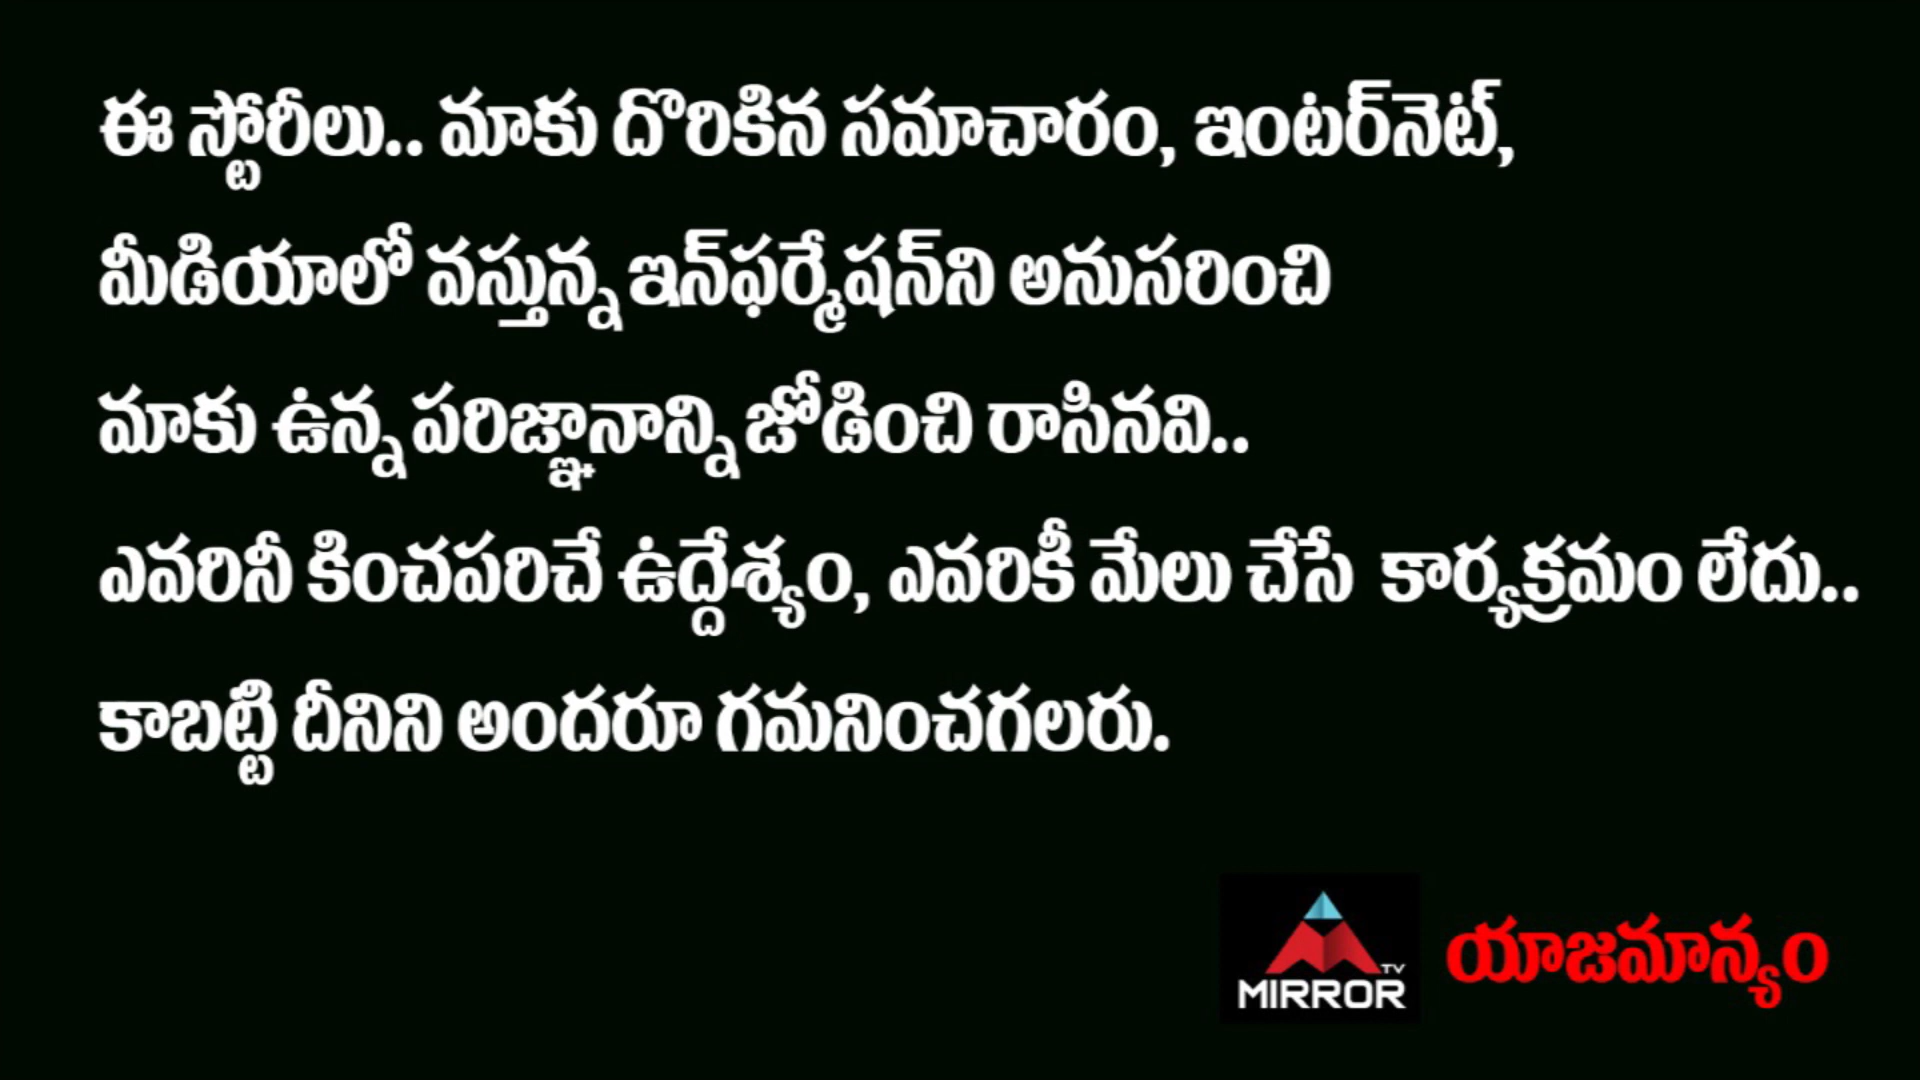 ఈ స్టోరీలు.. మాకు దొరికిన సమాచారం, ఇంటర్‌నెట్,
మీడియాలో వస్తున్న ఇన్‌ఫర్మేషన్‌ని అనుసరించి
మాకు ఉన్న పరిజ్ఞానాన్ని జోడించి రాసినవి..
ఎవరినీ కించపరిచే ఉద్దేశ్యం, ఎవరికీ మేలు చేసే కార్యక్రమం లేదు..
కాబట్టి దీనిని అందరూ గమనించగలరు.
TV
MIRROR
యాజమాన్యం